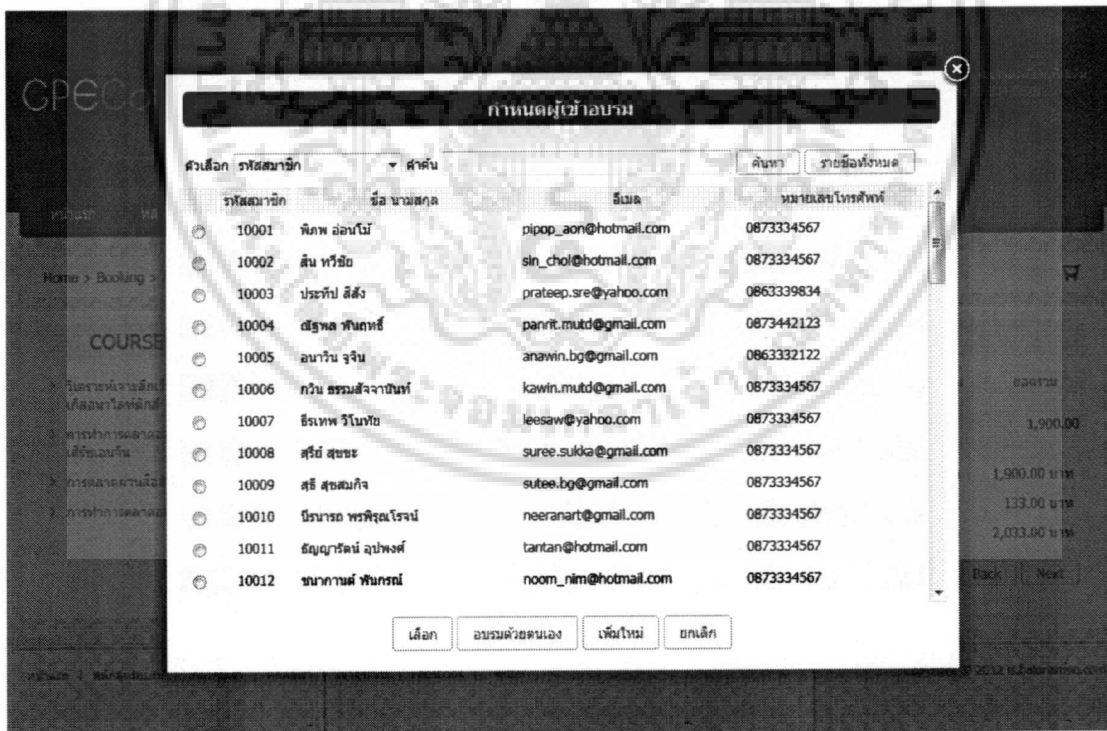 กำหนดผู้เข้าอบรม
ตัวเลือก รหัสสมาชิก คำค้น ค้นหา รายชื่อทั้งหมด
รหัสสมาชิก ชื่อ นามสกุล อีเมล หมายเลขโทรศัพท์
10001 พิภพ อ่อนโม้ pipop_aon@hotmail.com 0873334567
10002 สิน ทวีชัย sin_chol@hotmail.com 0873334567
10003 ประทีป สีสัง prateep.sre@yahoo.com 0863339834
10004 ณัฐพล พันฤทธิ์ panrit.mutd@gmail.com 0873442123
10005 อนาวิน จูจีน anawin.bg@gmail.com 0863332122
10006 กวิน ธรรมสัจจานันท์ kawin.mutd@gmail.com 0873334567
10007 ธีรเทพ วิโนทัย leesaw@yahoo.com 0873334567
10008 สุรีย์ สุขขะ suree.sukka@gmail.com 0873334567
10009 สุธี สุขสมกิจ sutee.bg@gmail.com 0873334567
10010 นีรนารถ พรพิรุณโรจน์ neeranart@gmail.com 0873334567
10011 ธัญญารัตน์ อุปพงศ์ tantan@hotmail.com 0873334567
10012 ชนากานต์ พันกรณ์ noom_nim@hotmail.com 0873334567
เลือก อบรมด้วยตนเอง เพิ่มใหม่ ยกเลิก
หน้าแรก
Home > Booking >
COURSE
ยอดรวม
1,900.00
1,900.00 บาท
133.00 บาท
2,033.00 บาท
Back Next